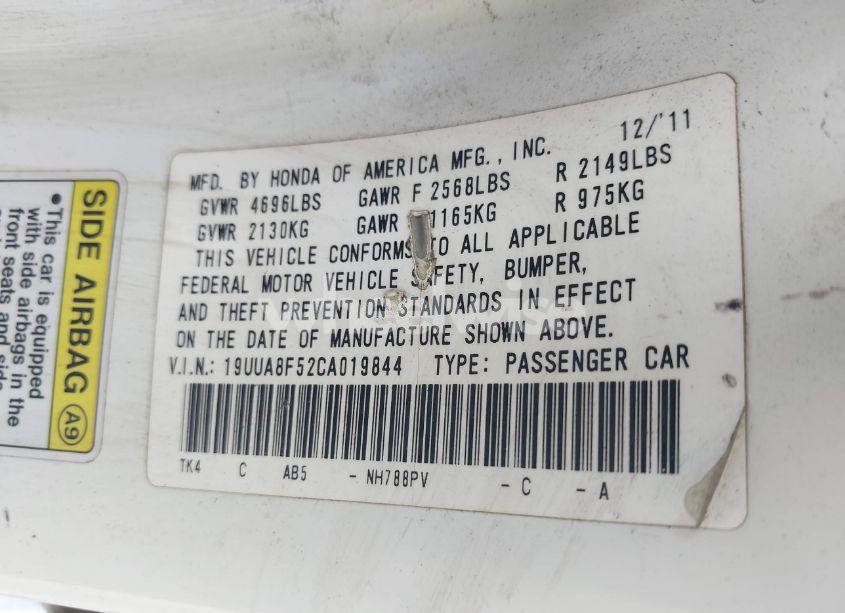 SIDE AIRBAG A9
• This car is equipped
with side airbags in the
front seats and side
12/'11
MFD. BY HONDA OF AMERICA MFG., INC.
GVWR 4696LBS GAWR F 2568LBS R 2149LBS
GVWR 2130KG GAWR 1165KG R 975KG
THIS VEHICLE CONFORMS TO ALL APPLICABLE
FEDERAL MOTOR VEHICLE SAFETY, BUMPER,
AND THEFT PREVENTION STANDARDS IN EFFECT
ON THE DATE OF MANUFACTURE SHOWN ABOVE.
V.I.N.: 19UUA8F52CA019844 TYPE: PASSENGER CAR
TK4 C AB5 - NH788PV - C - A